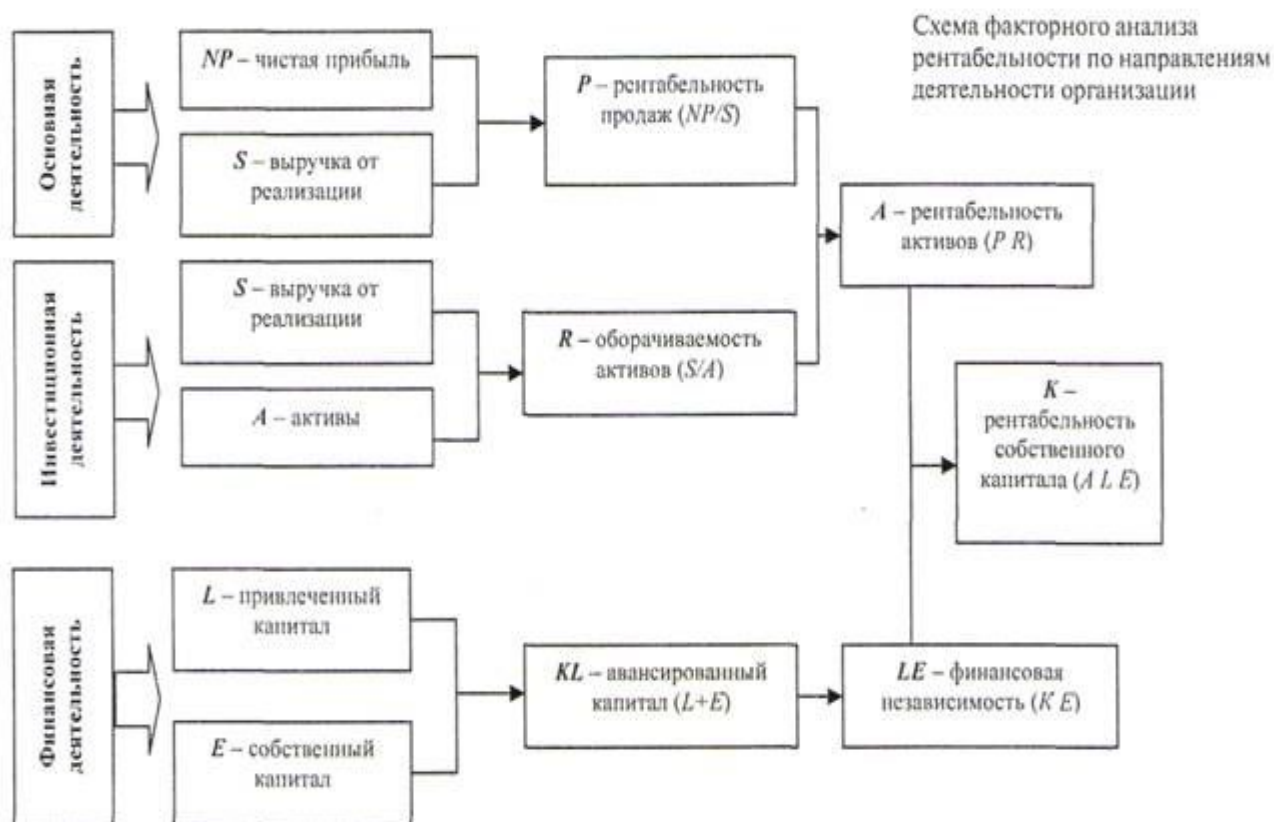 Схема факторного анализа
рентабельности по направлениям
деятельности организации
Основная
деятельность
NP – чистая прибыль
S – выручка от
реализации
P – рентабельность
продаж (NP/S)
A – рентабельность
активов (P R)
Инвестиционная
деятельность
S – выручка от
реализации
A – активы
R – оборачиваемость
активов (S/A)
K –
рентабельность
собственного
капитала (A L E)
Финансовая
деятельность
L – привлеченный
капитал
E – собственный
капитал
KL – авансированный
капитал (L+E)
LE – финансовая
независимость (K E)